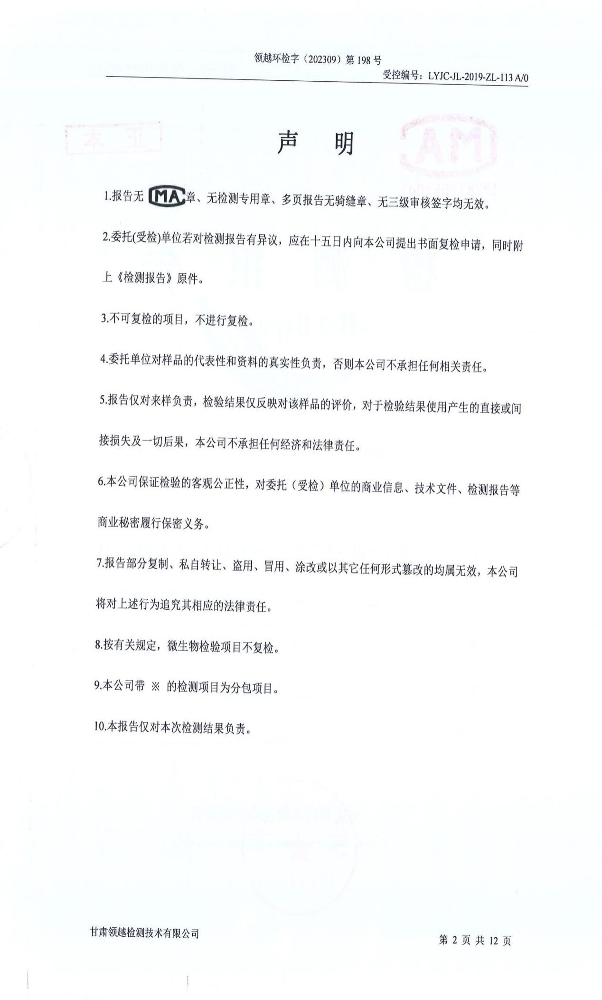 领越环检字（202309）第 198 号
受控编号：LYJC-JL-2019-ZL-113 A/0
声 明
1.报告无 MA 章、无检测专用章、多页报告无骑缝章、无三级审核签字均无效。
2.委托(受检)单位若对检测报告有异议，应在十五日内向本公司提出书面复检申请，同时附
上《检测报告》原件。
3.不可复检的项目，不进行复检。
4.委托单位对样品的代表性和资料的真实性负责，否则本公司不承担任何相关责任。
5.报告仅对来样负责，检验结果仅反映对该样品的评价，对于检验结果使用产生的直接或间
接损失及一切后果，本公司不承担任何经济和法律责任。
6.本公司保证检验的客观公正性，对委托（受检）单位的商业信息、技术文件、检测报告等
商业秘密履行保密义务。
7.报告部分复制、私自转让、盗用、冒用、涂改或以其它任何形式篡改的均属无效，本公司
将对上述行为追究其相应的法律责任。
8.按有关规定，微生物检验项目不复检。
9.本公司带 ※ 的检测项目为分包项目。
10.本报告仅对本次检测结果负责。
甘肃领越检测技术有限公司
第 2 页 共 12 页